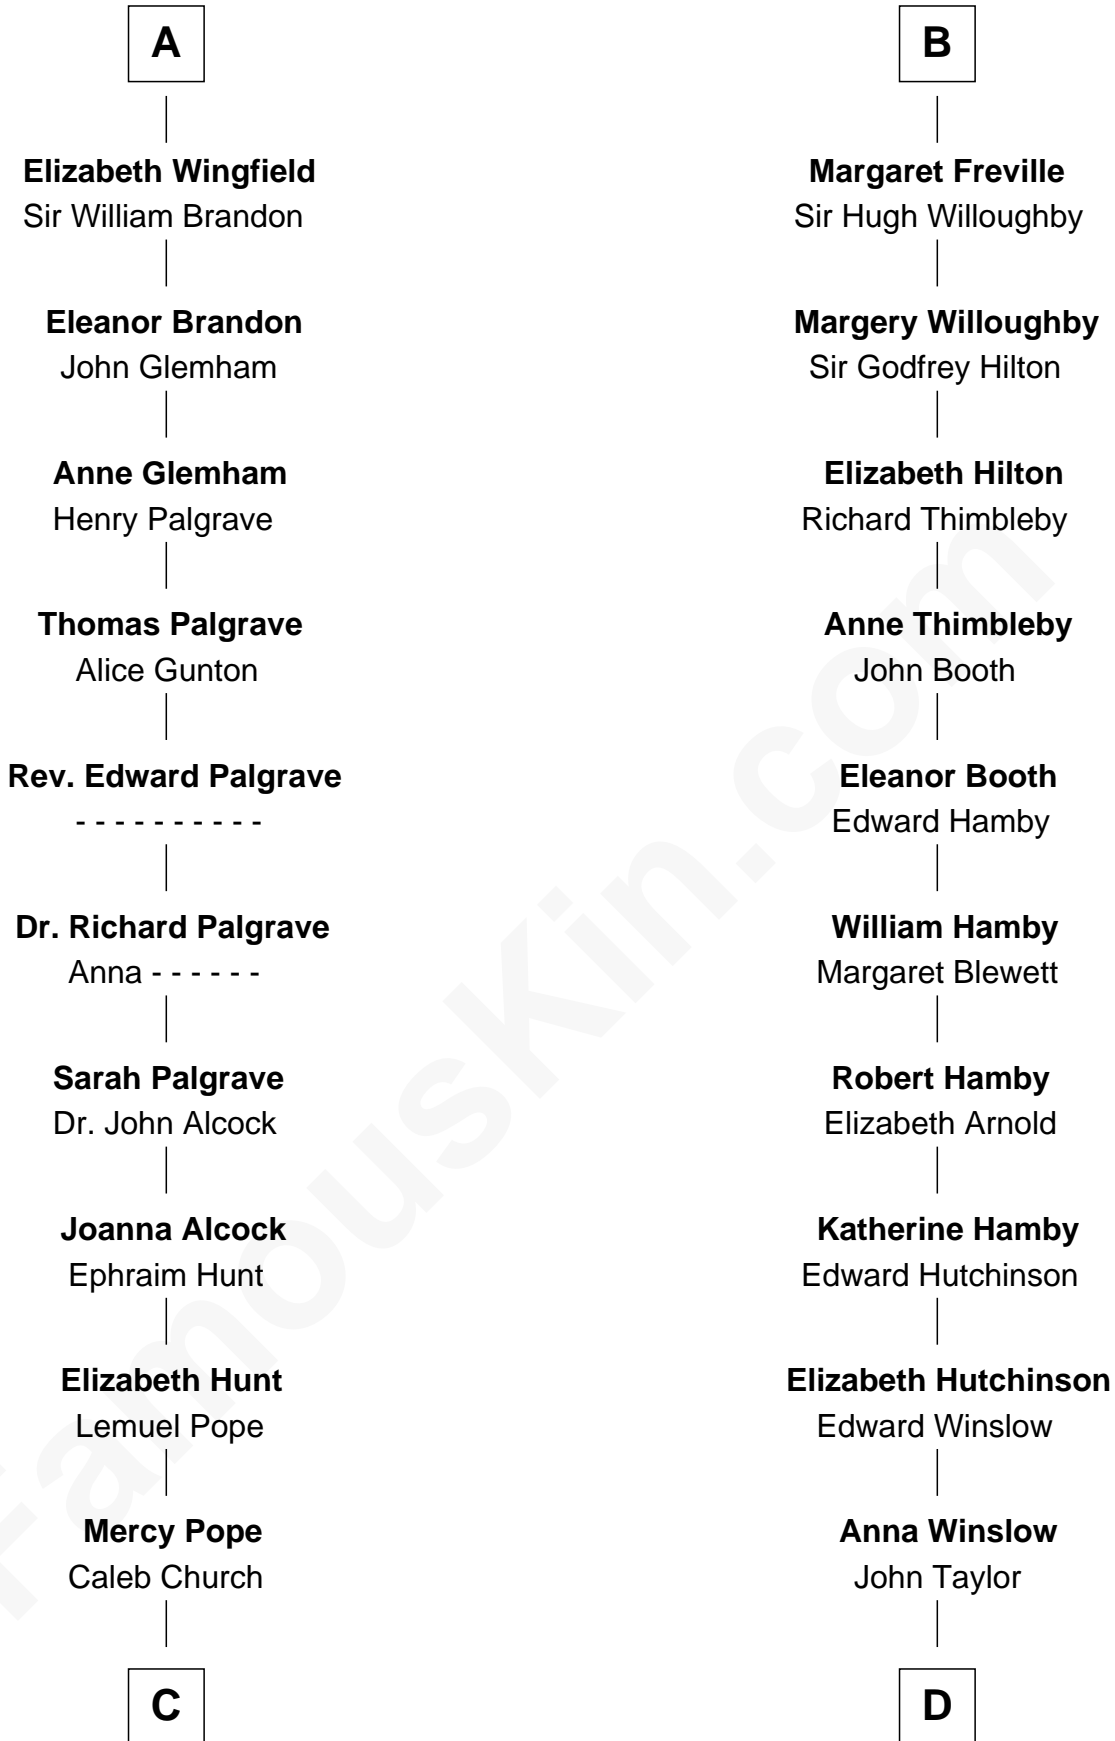 A
Elizabeth Wingfield
Sir William Brandon
Eleanor Brandon
John Glemham
Anne Glemham
Henry Palgrave
Thomas Palgrave
Alice Gunton
Rev. Edward Palgrave
- - - - - - - - - -
Dr. Richard Palgrave
Anna - - - - - -
Sarah Palgrave
Dr. John Alcock
Joanna Alcock
Ephraim Hunt
Elizabeth Hunt
Lemuel Pope
Mercy Pope
Caleb Church
C
B
Margaret Freville
Sir Hugh Willoughby
Margery Willoughby
Sir Godfrey Hilton
Elizabeth Hilton
Richard Thimbleby
Anne Thimbleby
John Booth
Eleanor Booth
Edward Hamby
William Hamby
Margaret Blewett
Robert Hamby
Elizabeth Arnold
Katherine Hamby
Edward Hutchinson
Elizabeth Hutchinson
Edward Winslow
Anna Winslow
John Taylor
D
FamousKin.com